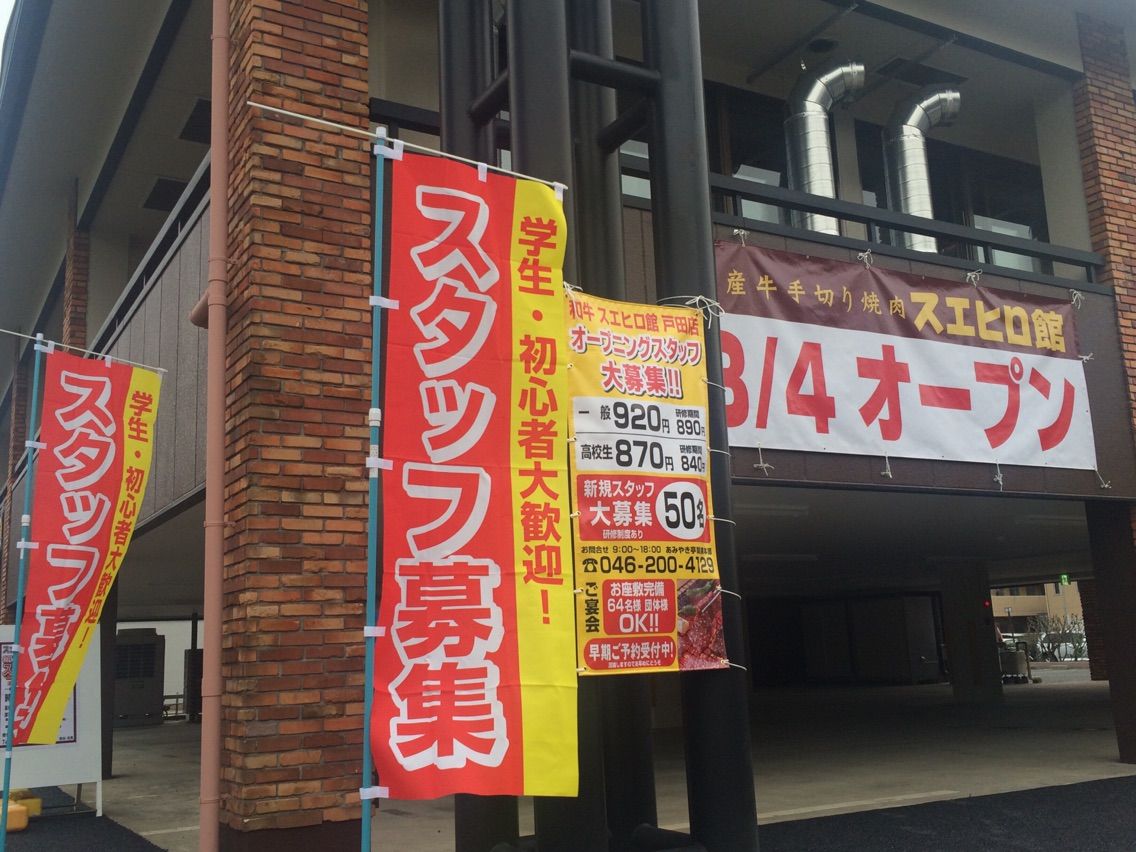 スタッフ募集
学生・初心者大歓迎！
スタッフ募集
学生・初心者大歓迎！
和牛 スエヒロ館 戸田店
オープニングスタッフ
大募集!!
一般 920円 研修期間 890円
高校生 870円 研修期間 840円
新規スタッフ
大募集
50名
研修制度あり
お問合せ 9:00〜18:00 あみやき亭
☎046-200-4129
ご宴会
お座敷完備
64名様 団体様
OK!!
早期ご予約受付中!
産牛手切り焼肉 スエヒロ館
3/4 オープン